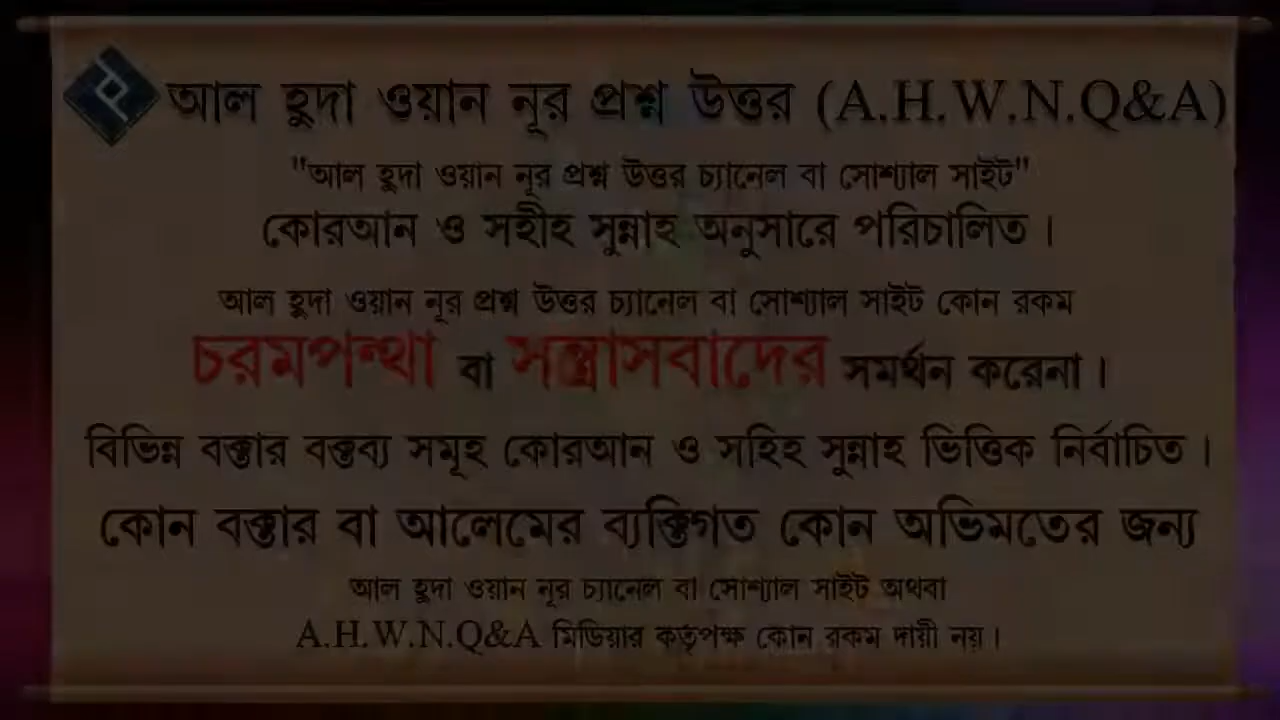 আল হুদা ওয়ান নূর প্রশ্ন উত্তর (A.H.W.N.Q&A)
"আল হুদা ওয়ান নূর প্রশ্ন উত্তর চ্যানেল বা সোশ্যাল সাইট"
কোরআন ও সহীহ সুন্নাহ অনুসারে পরিচালিত ।
আল হুদা ওয়ান নূর প্রশ্ন উত্তর চ্যানেল বা সোশ্যাল সাইট কোন রকম
চরমপন্থা বা সন্ত্রাসবাদের সমর্থন করেনা ।
বিভিন্ন বক্তার বক্তব্য সমূহ কোরআন ও সহিহ সুন্নাহ ভিত্তিক নির্বাচিত ।
কোন বক্তার বা আলেমের ব্যক্তিগত কোন অভিমতের জন্য
আল হুদা ওয়ান নূর চ্যানেল বা সোশ্যাল সাইট অথবা
A.H.W.N.Q&A মিডিয়ার কর্তৃপক্ষ কোন রকম দায়ী নয় ।